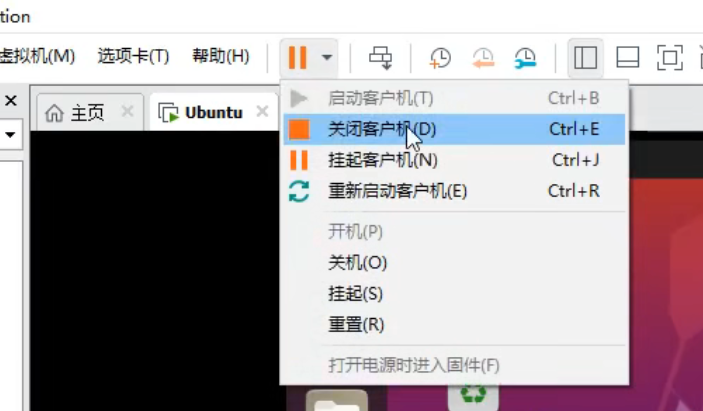 tion
虚拟机(M) 选项卡(T) 帮助(H)
主页 Ubuntu
启动客户机(T) Ctrl+B
关闭客户机(D) Ctrl+E
挂起客户机(N) Ctrl+J
重新启动客户机(E) Ctrl+R
开机(P)
关机(O)
挂起(S)
重置(R)
打开电源时进入固件(F)